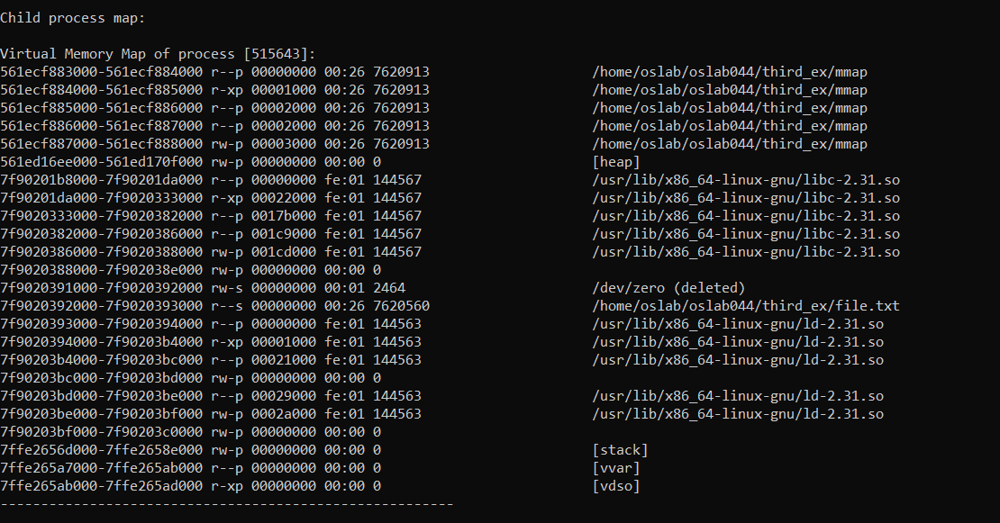 Child process map:
Virtual Memory Map of process [515643]:
561ecf883000-561ecf884000 r--p 00000000 00:26 7620913 /home/oslab/oslab044/third_ex/mmap
561ecf884000-561ecf885000 r-xp 00001000 00:26 7620913 /home/oslab/oslab044/third_ex/mmap
561ecf885000-561ecf886000 r--p 00002000 00:26 7620913 /home/oslab/oslab044/third_ex/mmap
561ecf886000-561ecf887000 r--p 00002000 00:26 7620913 /home/oslab/oslab044/third_ex/mmap
561ecf887000-561ecf888000 rw-p 00003000 00:26 7620913 /home/oslab/oslab044/third_ex/mmap
561ed16ee000-561ed170f000 rw-p 00000000 00:00 0 [heap]
7f90201b8000-7f90201da000 r--p 00000000 fe:01 144567 /usr/lib/x86_64-linux-gnu/libc-2.31.so
7f90201da000-7f9020333000 r-xp 00022000 fe:01 144567 /usr/lib/x86_64-linux-gnu/libc-2.31.so
7f9020333000-7f9020382000 r--p 0017b000 fe:01 144567 /usr/lib/x86_64-linux-gnu/libc-2.31.so
7f9020382000-7f9020386000 r--p 001c9000 fe:01 144567 /usr/lib/x86_64-linux-gnu/libc-2.31.so
7f9020386000-7f9020388000 rw-p 001cd000 fe:01 144567 /usr/lib/x86_64-linux-gnu/libc-2.31.so
7f9020388000-7f902038e000 rw-p 00000000 00:00 0
7f9020391000-7f9020392000 rw-s 00000000 00:01 2464 /dev/zero (deleted)
7f9020392000-7f9020393000 r--s 00000000 00:26 7620560 /home/oslab/oslab044/third_ex/file.txt
7f9020393000-7f9020394000 r--p 00000000 fe:01 144563 /usr/lib/x86_64-linux-gnu/ld-2.31.so
7f9020394000-7f90203b4000 r-xp 00001000 fe:01 144563 /usr/lib/x86_64-linux-gnu/ld-2.31.so
7f90203b4000-7f90203bc000 r--p 00021000 fe:01 144563 /usr/lib/x86_64-linux-gnu/ld-2.31.so
7f90203bc000-7f90203bd000 rw-p 00000000 00:00 0
7f90203bd000-7f90203be000 r--p 00029000 fe:01 144563 /usr/lib/x86_64-linux-gnu/ld-2.31.so
7f90203be000-7f90203bf000 rw-p 0002a000 fe:01 144563 /usr/lib/x86_64-linux-gnu/ld-2.31.so
7f90203bf000-7f90203c0000 rw-p 00000000 00:00 0
7ffe2656d000-7ffe2658e000 rw-p 00000000 00:00 0 [stack]
7ffe265a7000-7ffe265ab000 r--p 00000000 00:00 0 [vvar]
7ffe265ab000-7ffe265ad000 r-xp 00000000 00:00 0 [vdso]
--------------------------------------------------------